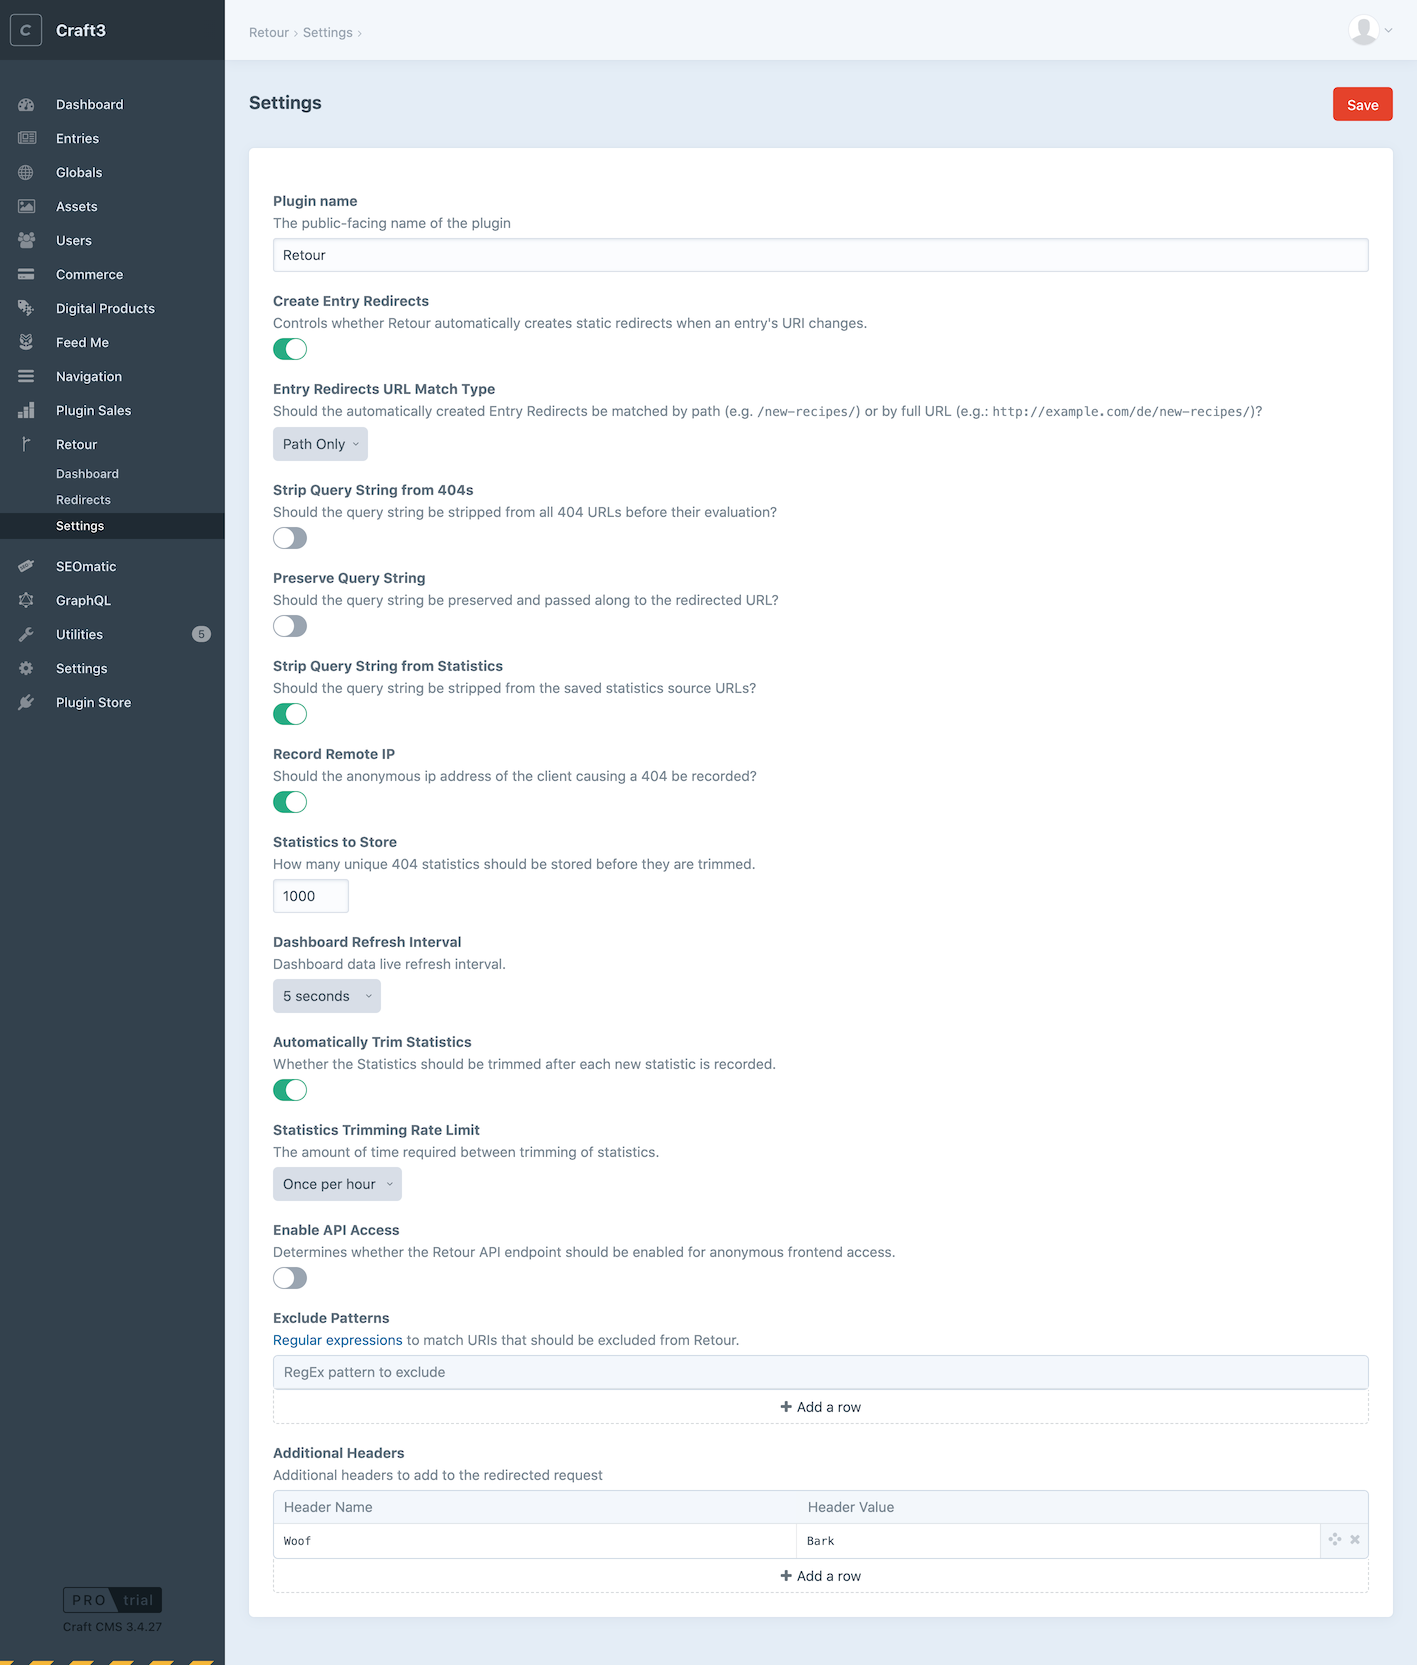 C
Craft3
Retour › Settings ›
Dashboard
Entries
Globals
Assets
Users
Commerce
Digital Products
Feed Me
Navigation
Plugin Sales
Retour
Dashboard
Redirects
Settings
SEOmatic
GraphQL
Utilities
5
Settings
Plugin Store
PRO trial
Craft CMS 3.4.27
Settings
Save
Plugin name
The public-facing name of the plugin
Retour
Create Entry Redirects
Controls whether Retour automatically creates static redirects when an entry's URI changes.
Entry Redirects URL Match Type
Should the automatically created Entry Redirects be matched by path (e.g. /new-recipes/) or by full URL (e.g.: http://example.com/de/new-recipes/)?
Path Only
Strip Query String from 404s
Should the query string be stripped from all 404 URLs before their evaluation?
Preserve Query String
Should the query string be preserved and passed along to the redirected URL?
Strip Query String from Statistics
Should the query string be stripped from the saved statistics source URLs?
Record Remote IP
Should the anonymous ip address of the client causing a 404 be recorded?
Statistics to Store
How many unique 404 statistics should be stored before they are trimmed.
1000
Dashboard Refresh Interval
Dashboard data live refresh interval.
5 seconds
Automatically Trim Statistics
Whether the Statistics should be trimmed after each new statistic is recorded.
Statistics Trimming Rate Limit
The amount of time required between trimming of statistics.
Once per hour
Enable API Access
Determines whether the Retour API endpoint should be enabled for anonymous frontend access.
Exclude Patterns
Regular expressions to match URIs that should be excluded from Retour.
RegEx pattern to exclude
+ Add a row
Additional Headers
Additional headers to add to the redirected request
Header Name Header Value
Woof Bark
+ Add a row